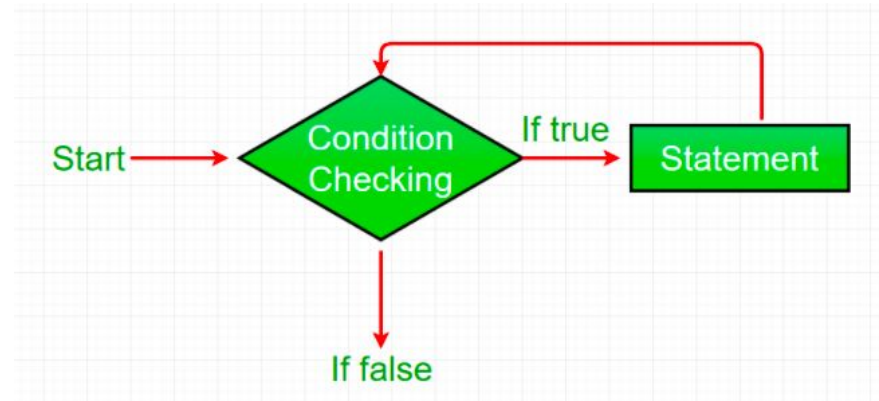 Start
Condition
Checking
If true
Statement
If false